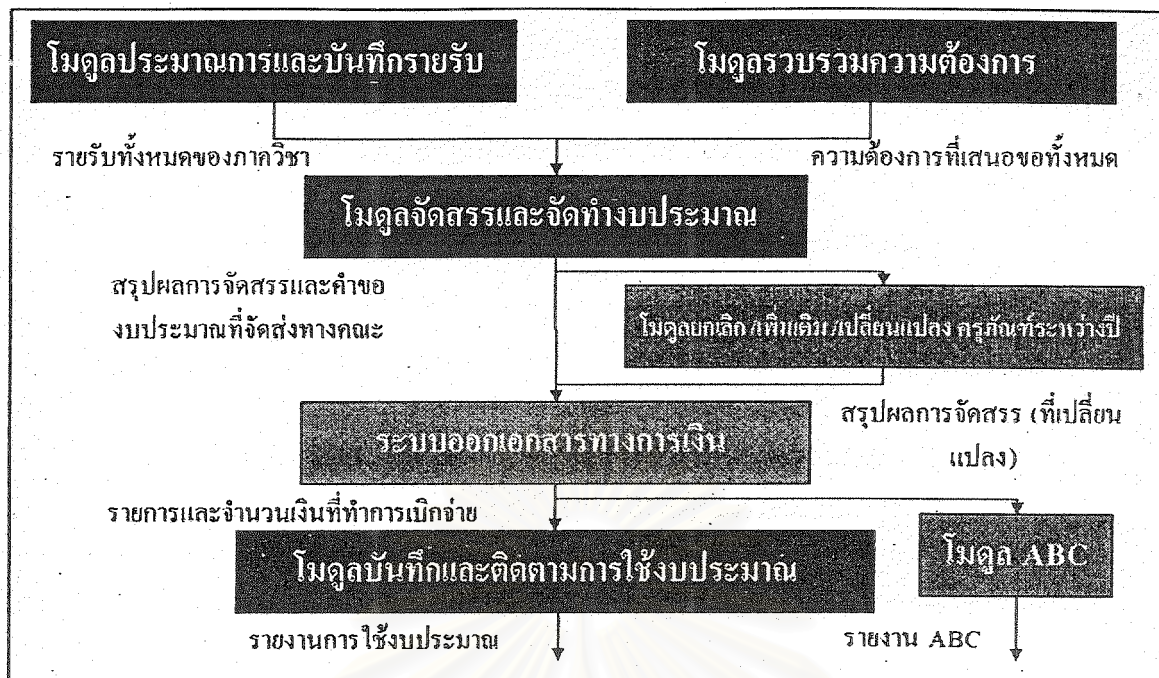 โมดูลประมาณการและบันทึกรายรับ
โมดูลรวบรวมความต้องการ
รายรับทั้งหมดของภาควิชา
ความต้องการที่เสนอขอทั้งหมด
โมดูลจัดสรรและจัดทำงบประมาณ
สรุปผลการจัดสรรและคำขอ
งบประมาณที่จัดส่งทางคณะ
โมดูลยกเลิก /เพิ่มเติม /เปลี่ยนแปลง ครุภัณฑ์ระหว่างปี
ระบบออกเอกสารทางการเงิน
สรุปผลการจัดสรร (ที่เปลี่ยน
แปลง)
รายการและจำนวนเงินที่ทำการเบิกจ่าย
โมดูลบันทึกและติดตามการใช้งบประมาณ
โมดูล ABC
รายงานการใช้งบประมาณ
รายงาน ABC